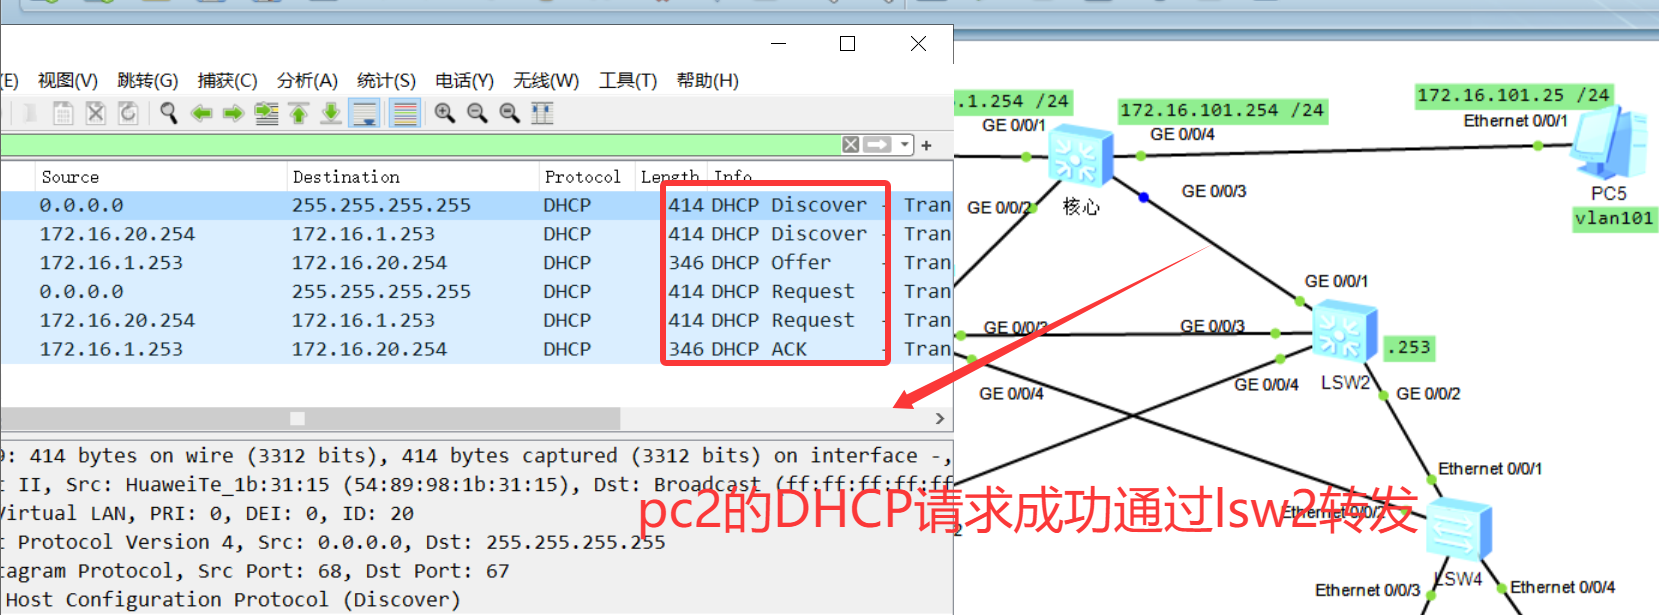 (E) 视图(V) 跳转(G) 捕获(C) 分析(A) 统计(S) 电话(Y) 无线(W) 工具(T) 帮助(H)
Source Destination Protocol Length Info
0.0.0.0 255.255.255.255 DHCP 414 DHCP Discover - Tran
172.16.20.254 172.16.1.253 DHCP 414 DHCP Discover - Tran
172.16.1.253 172.16.20.254 DHCP 346 DHCP Offer - Tran
0.0.0.0 255.255.255.255 DHCP 414 DHCP Request - Tran
172.16.20.254 172.16.1.253 DHCP 414 DHCP Request - Tran
172.16.1.253 172.16.20.254 DHCP 346 DHCP ACK - Tran
9: 414 bytes on wire (3312 bits), 414 bytes captured (3312 bits) on interface -,
t II, Src: HuaweiTe_1b:31:15 (54:89:98:1b:31:15), Dst: Broadcast (ff:ff:ff:ff:ff
Virtual LAN, PRI: 0, DEI: 0, ID: 20
t Protocol Version 4, Src: 0.0.0.0, Dst: 255.255.255.255
tagram Protocol, Src Port: 68, Dst Port: 67
Host Configuration Protocol (Discover)
pc2的DHCP请求成功通过lsw2转发
.1.254 /24
GE 0/0/1
172.16.101.254 /24
GE 0/0/4
172.16.101.25 /24
Ethernet 0/0/1
PC5
vlan101
GE 0/0/2
核心
GE 0/0/3
GE 0/0/1
GE 0/0/3
GE 0/0/3
.253
LSW2
GE 0/0/4
GE 0/0/4
GE 0/0/2
Ethernet 0/0/1
Ethernet 0/0/2
2
LSW4
Ethernet 0/0/3
Ethernet 0/0/4